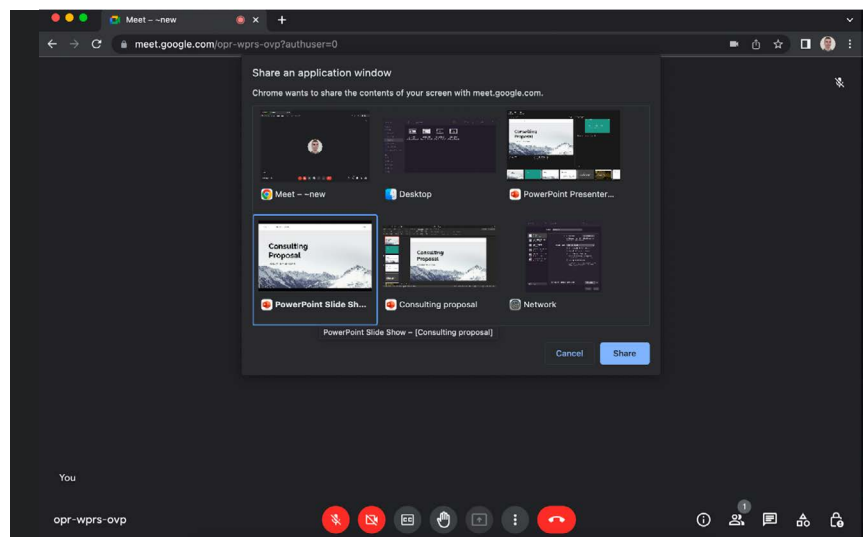 Meet – ~new
meet.google.com/opr-wprs-ovp?authuser=0
Share an application window
Chrome wants to share the contents of your screen with meet.google.com.
Consulting
Proposal
Meet – ~new
Desktop
PowerPoint Presenter...
Consulting
Proposal
Consulting
Proposal
PowerPoint Slide Sh...
Consulting proposal
Network
PowerPoint Slide Show – [Consulting proposal]
Cancel
Share
You
opr-wprs-ovp
CC
1